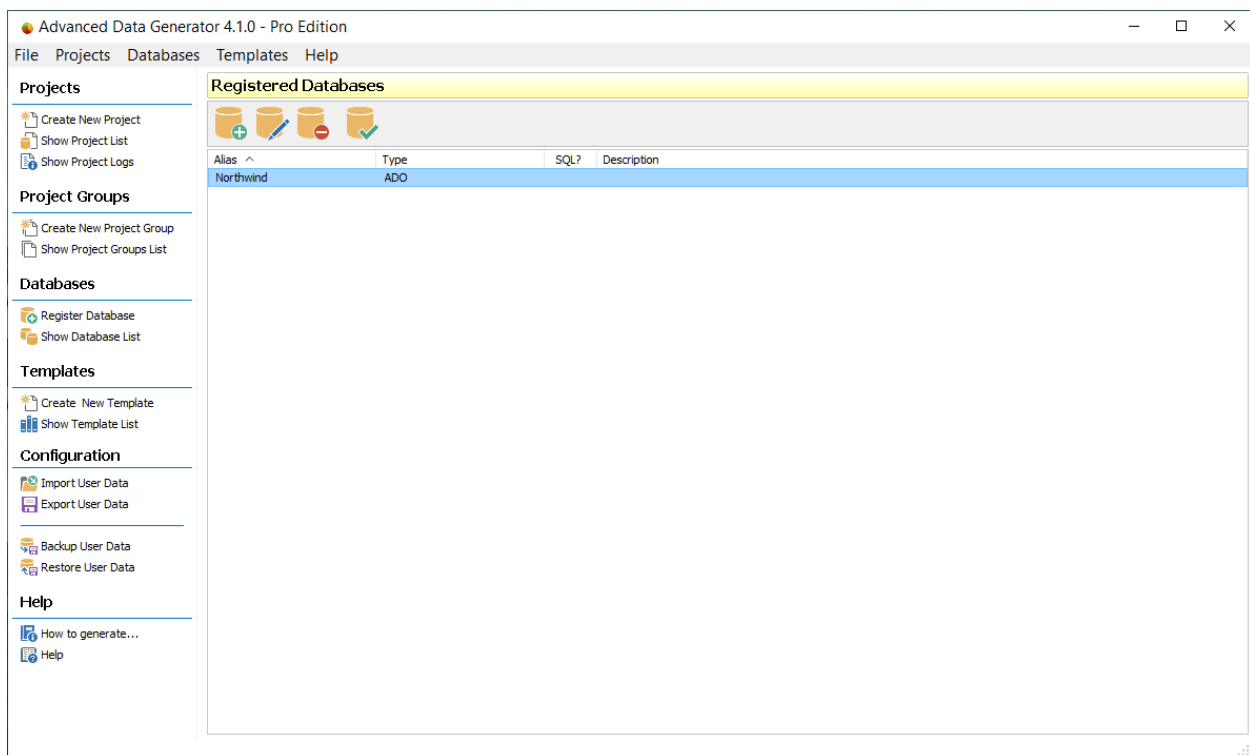 Advanced Data Generator 4.1.0 - Pro Edition
File Projects Databases Templates Help
Projects
Create New Project
Show Project List
Show Project Logs
Project Groups
Create New Project Group
Show Project Groups List
Databases
Register Database
Show Database List
Templates
Create New Template
Show Template List
Configuration
Import User Data
Export User Data
Backup User Data
Restore User Data
Help
How to generate...
Help
Registered Databases
Alias Type SQL? Description
Northwind ADO